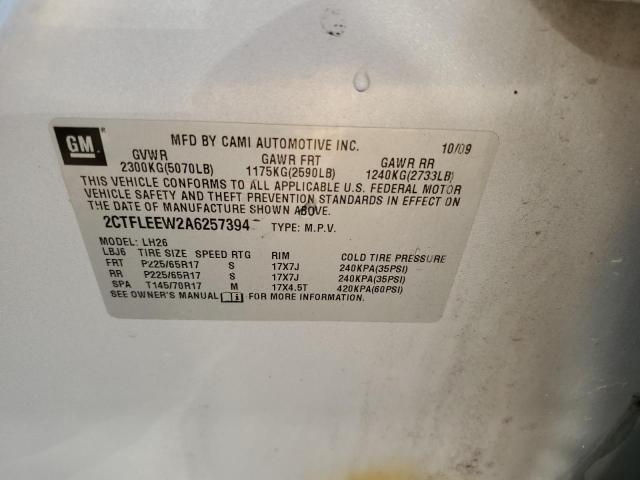 GM
MFD BY CAMI AUTOMOTIVE INC. 10/09
GVWR GAWR FRT GAWR RR
2300KG(5070LB) 1175KG(2590LB) 1240KG(2733LB)
THIS VEHICLE CONFORMS TO ALL APPLICABLE U.S. FEDERAL MOTOR
VEHICLE SAFETY AND THEFT PREVENTION STANDARDS IN EFFECT ON
THE DATE OF MANUFACTURE SHOWN ABOVE.
2CTFLEEW2A6257394 TYPE: M.P.V.
MODEL: LH26
LBJ6 TIRE SIZE SPEED RTG RIM COLD TIRE PRESSURE
FRT P225/65R17 S 17X7J 240KPA(35PSI)
RR P225/65R17 S 17X7J 240KPA(35PSI)
SPA T145/70R17 M 17X4.5T 420KPA(60PSI)
SEE OWNER'S MANUAL FOR MORE INFORMATION.